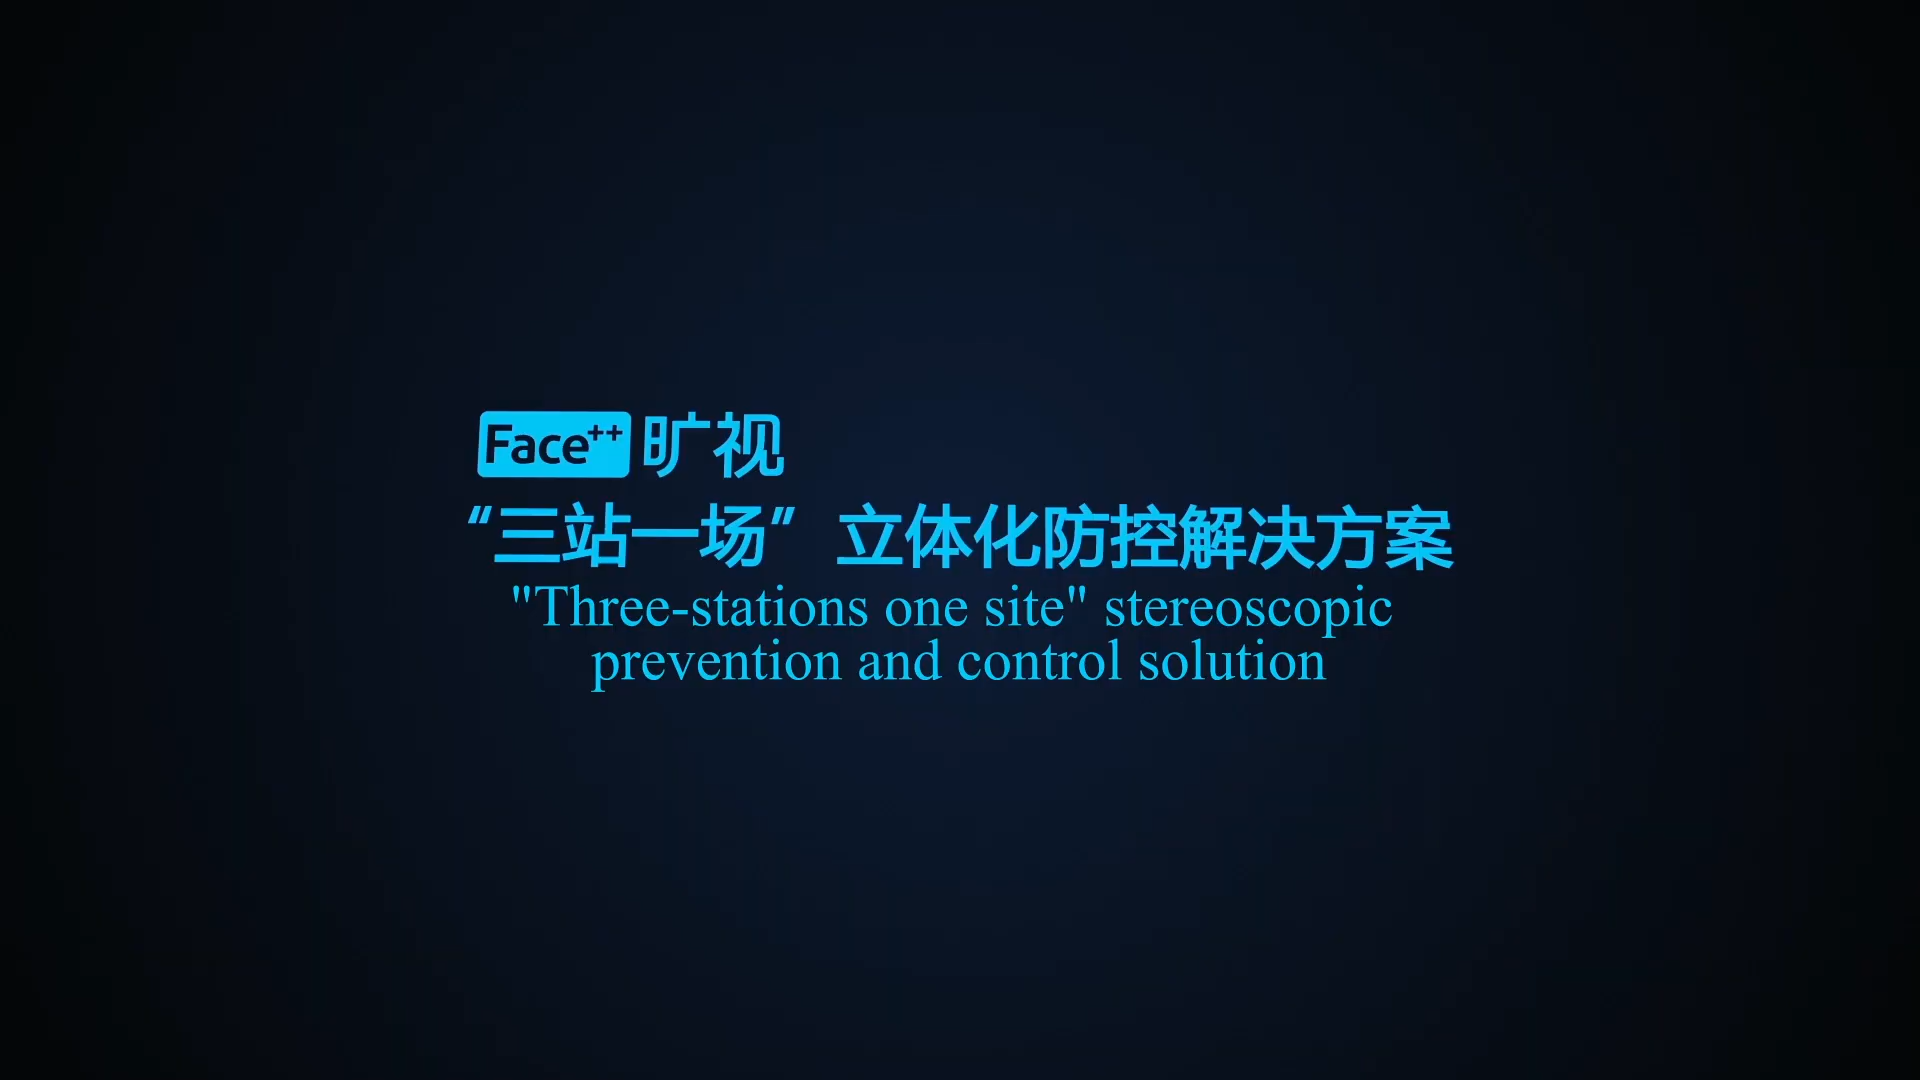 Face++ 旷视
“三站一场” 立体化防控解决方案
"Three-stations one site" stereoscopic
prevention and control solution